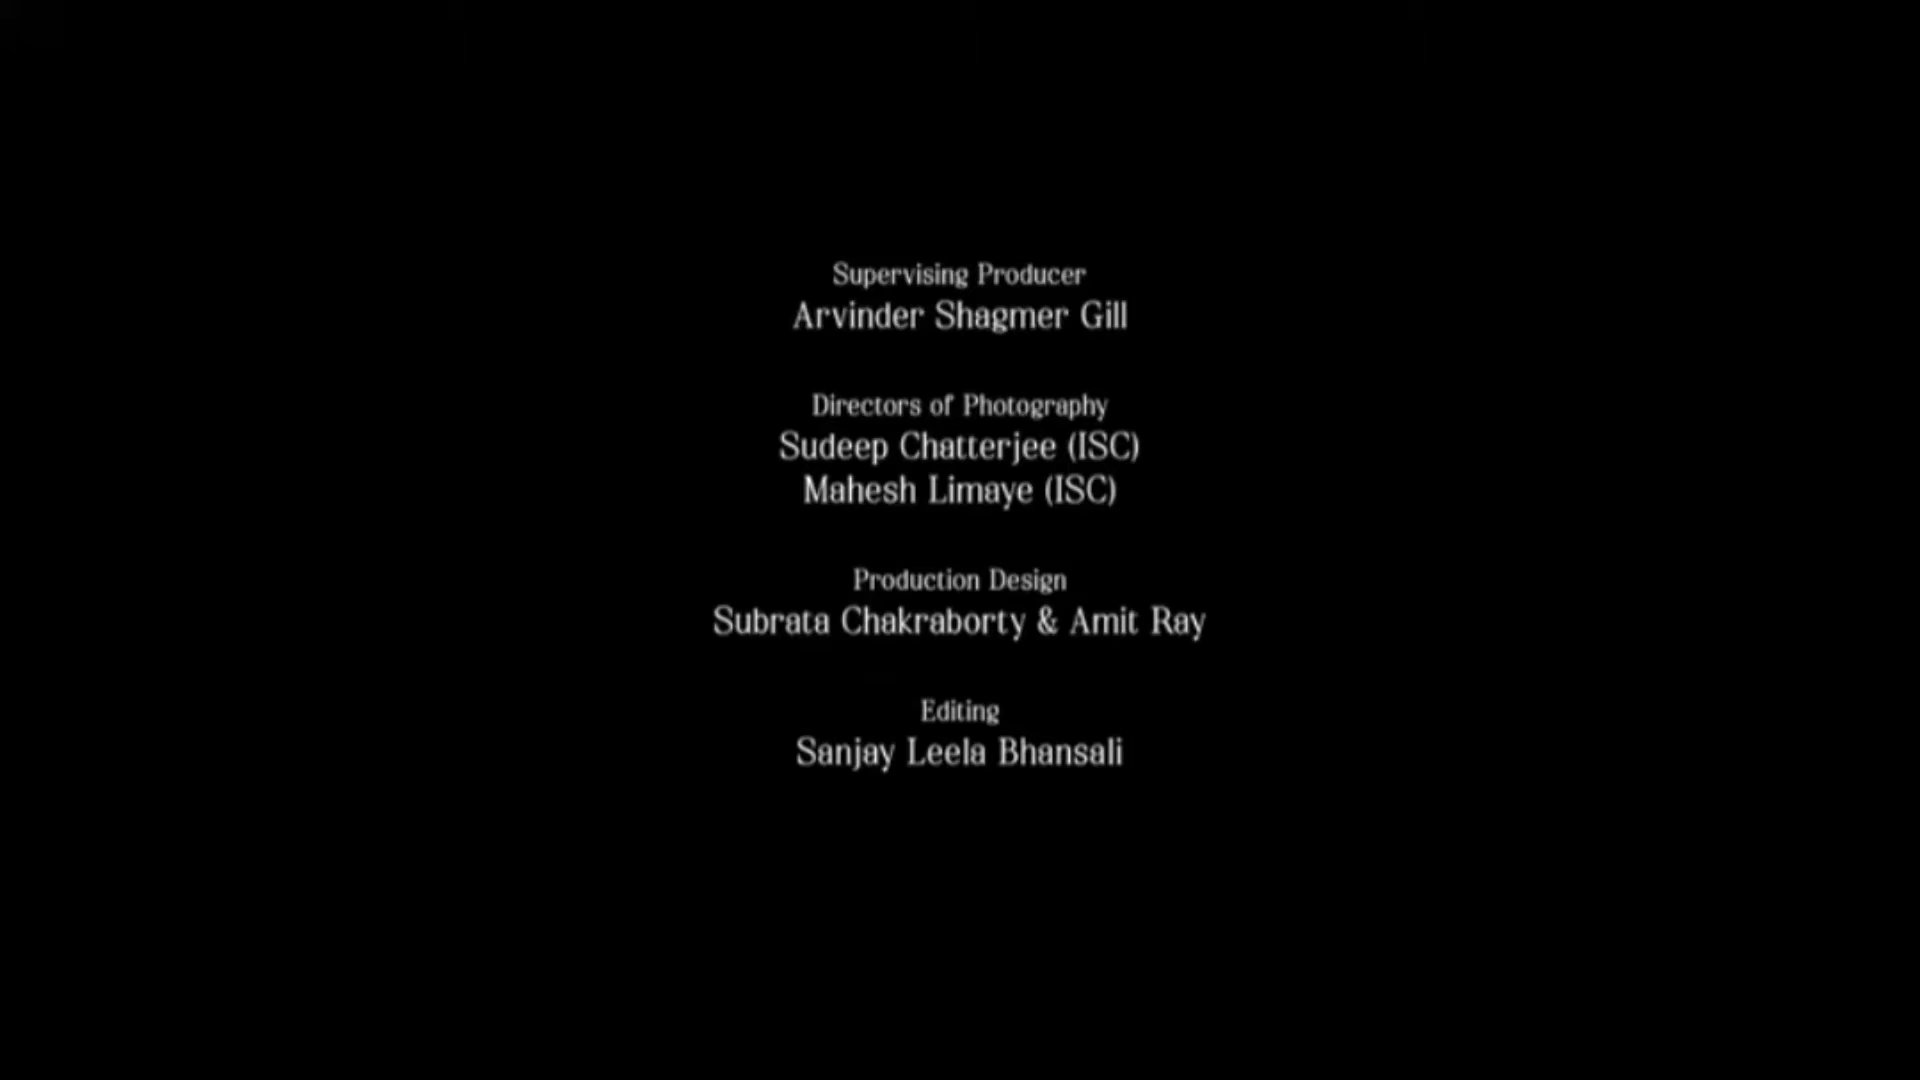 Supervising Producer
Arvinder Shagmer Gill
Directors of Photography
Sudeep Chatterjee (ISC)
Mahesh Limaye (ISC)
Production Design
Subrata Chakraborty & Amit Ray
Editing
Sanjay Leela Bhansali